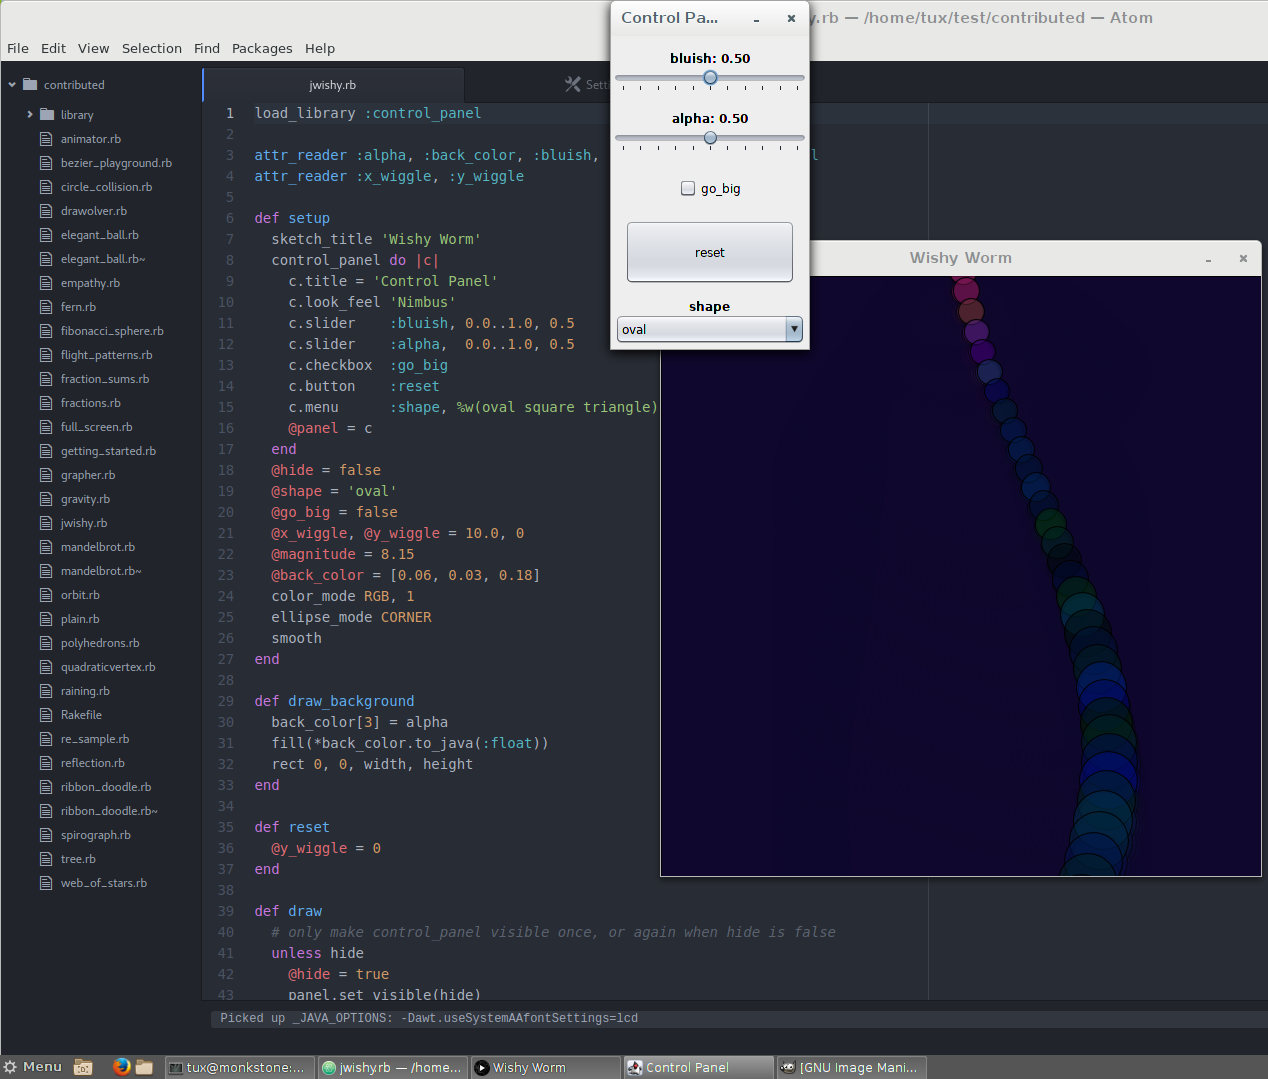 Control Pa...
y.rb — /home/tux/test/contributed — Atom
File Edit View Selection Find Packages Help
bluish: 0.50
alpha: 0.50
go_big
reset
shape
oval
Wishy Worm
contributed
library
animator.rb
bezier_playground.rb
circle_collision.rb
drawolver.rb
elegant_ball.rb
elegant_ball.rb~
empathy.rb
fern.rb
fibonacci_sphere.rb
flight_patterns.rb
fraction_sums.rb
fractions.rb
full_screen.rb
getting_started.rb
grapher.rb
gravity.rb
jwishy.rb
mandelbrot.rb
mandelbrot.rb~
orbit.rb
plain.rb
polyhedrons.rb
quadraticvertex.rb
raining.rb
Rakefile
re_sample.rb
reflection.rb
ribbon_doodle.rb
ribbon_doodle.rb~
spirograph.rb
tree.rb
web_of_stars.rb
jwishy.rb
Setti
1 load_library :control_panel
2
3 attr_reader :alpha, :back_color, :bluish,
4 attr_reader :x_wiggle, :y_wiggle
5
6 def setup
7 sketch_title 'Wishy Worm'
8 control_panel do |c|
9 c.title = 'Control Panel'
10 c.look_feel 'Nimbus'
11 c.slider :bluish, 0.0..1.0, 0.5
12 c.slider :alpha, 0.0..1.0, 0.5
13 c.checkbox :go_big
14 c.button :reset
15 c.menu :shape, %w(oval square triangle)
16 @panel = c
17 end
18 @hide = false
19 @shape = 'oval'
20 @go_big = false
21 @x_wiggle, @y_wiggle = 10.0, 0
22 @magnitude = 8.15
23 @back_color = [0.06, 0.03, 0.18]
24 color_mode RGB, 1
25 ellipse_mode CORNER
26 smooth
27 end
28
29 def draw_background
30 back_color[3] = alpha
31 fill(*back_color.to_java(:float))
32 rect 0, 0, width, height
33 end
34
35 def reset
36 @y_wiggle = 0
37 end
38
39 def draw
40 # only make control_panel visible once, or again when hide is false
41 unless hide
42 @hide = true
43 panel.set_visible(hide)
Picked up _JAVA_OPTIONS: -Dawt.useSystemAAfontSettings=lcd
Menu
tux@monkstone:...
jwishy.rb — /home...
Wishy Worm
Control Panel
[GNU Image Mani...